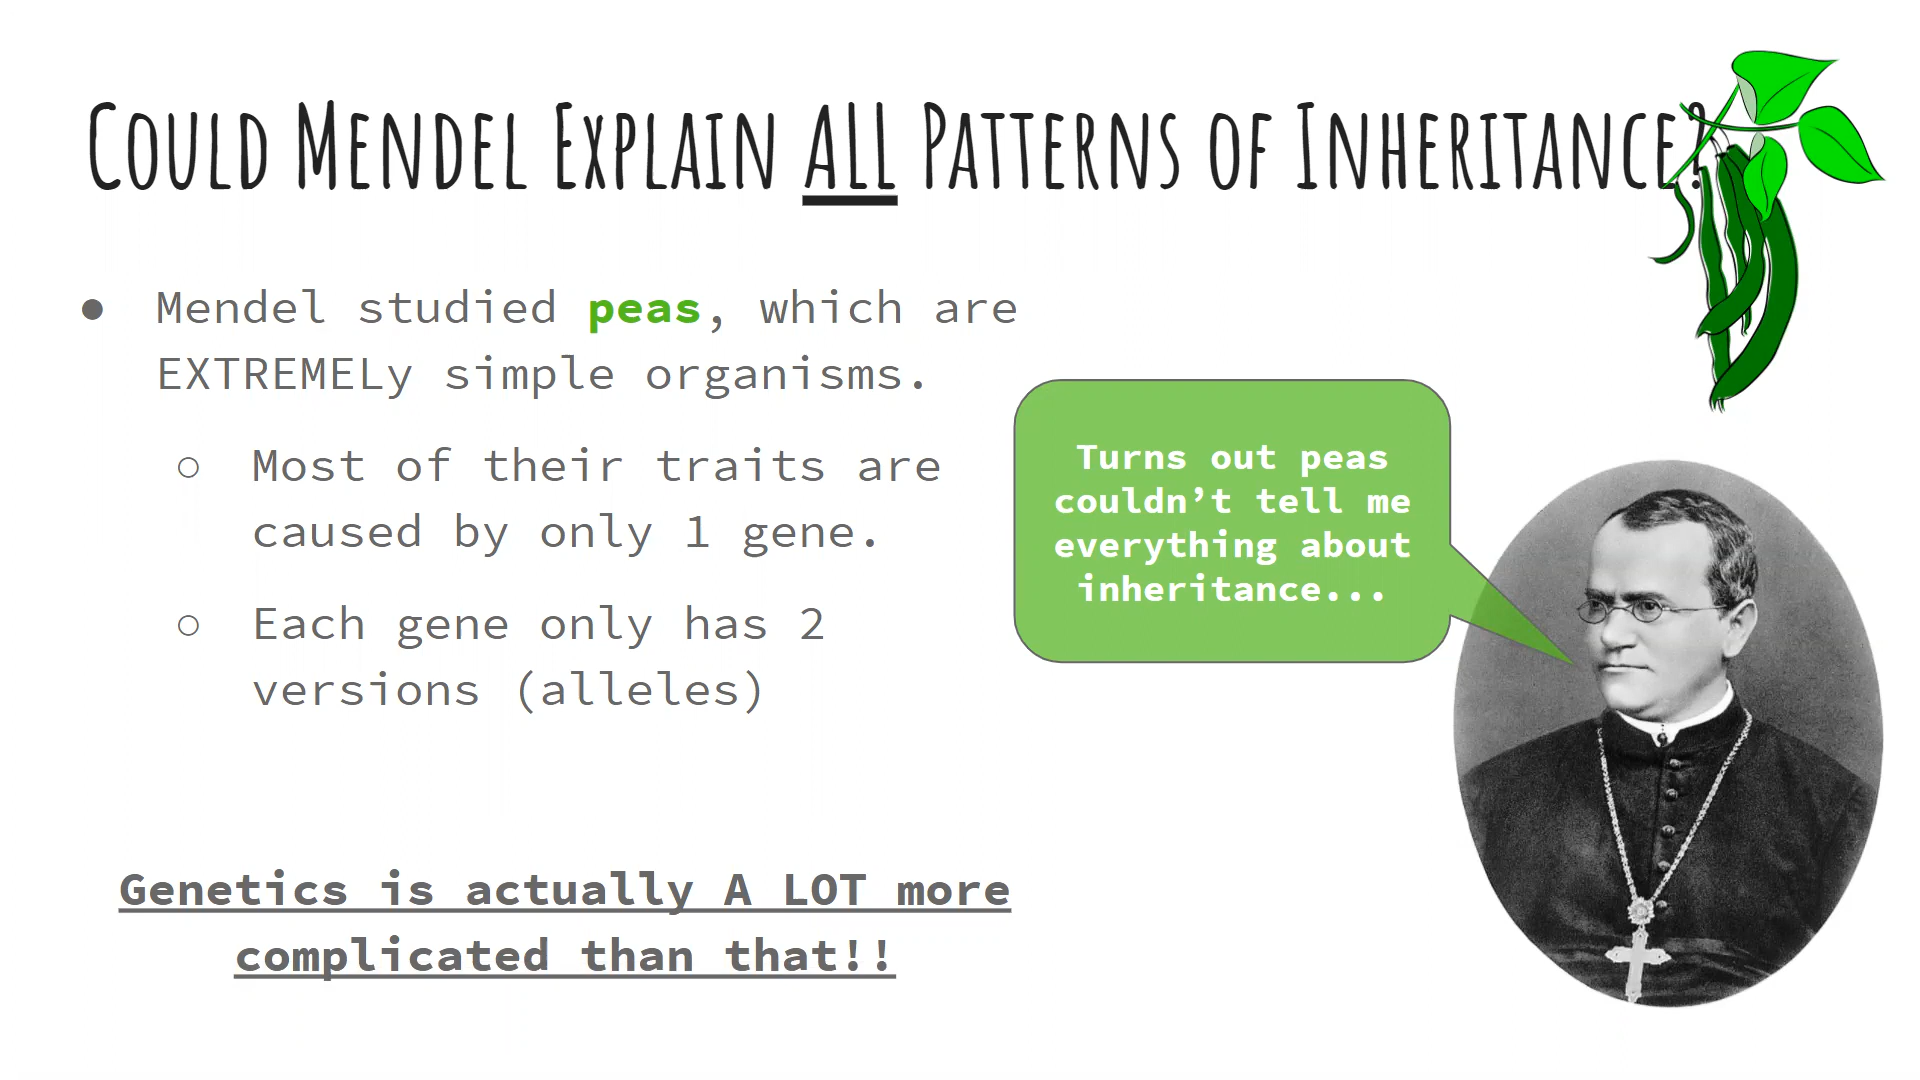 Could Mendel Explain ALL Patterns of Inheritance?
● Mendel studied peas, which are
EXTREMELy simple organisms.
○ Most of their traits are
caused by only 1 gene.
○ Each gene only has 2
versions (alleles)
Turns out peas
couldn’t tell me
everything about
inheritance...
Genetics is actually A LOT more
complicated than that!!